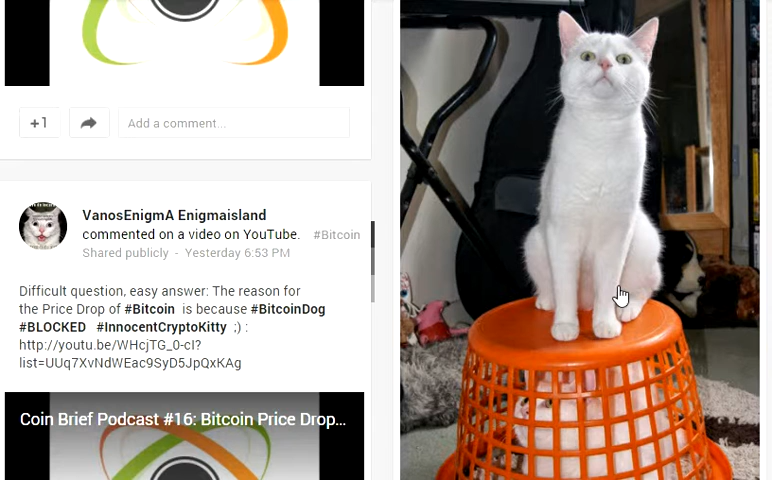 +1
Add a comment...
VanosEnigmA Enigmaisland
commented on a video on YouTube. #Bitcoin
Shared publicly - Yesterday 6:53 PM
Difficult question, easy answer: The reason for
the Price Drop of #Bitcoin is because #BitcoinDog
#BLOCKED #InnocentCryptoKitty ;) :
http://youtu.be/WHcjTG_0-cI?
list=UUq7XvNdWEac9SyD5JpQxKAg
Coin Brief Podcast #16: Bitcoin Price Drop...